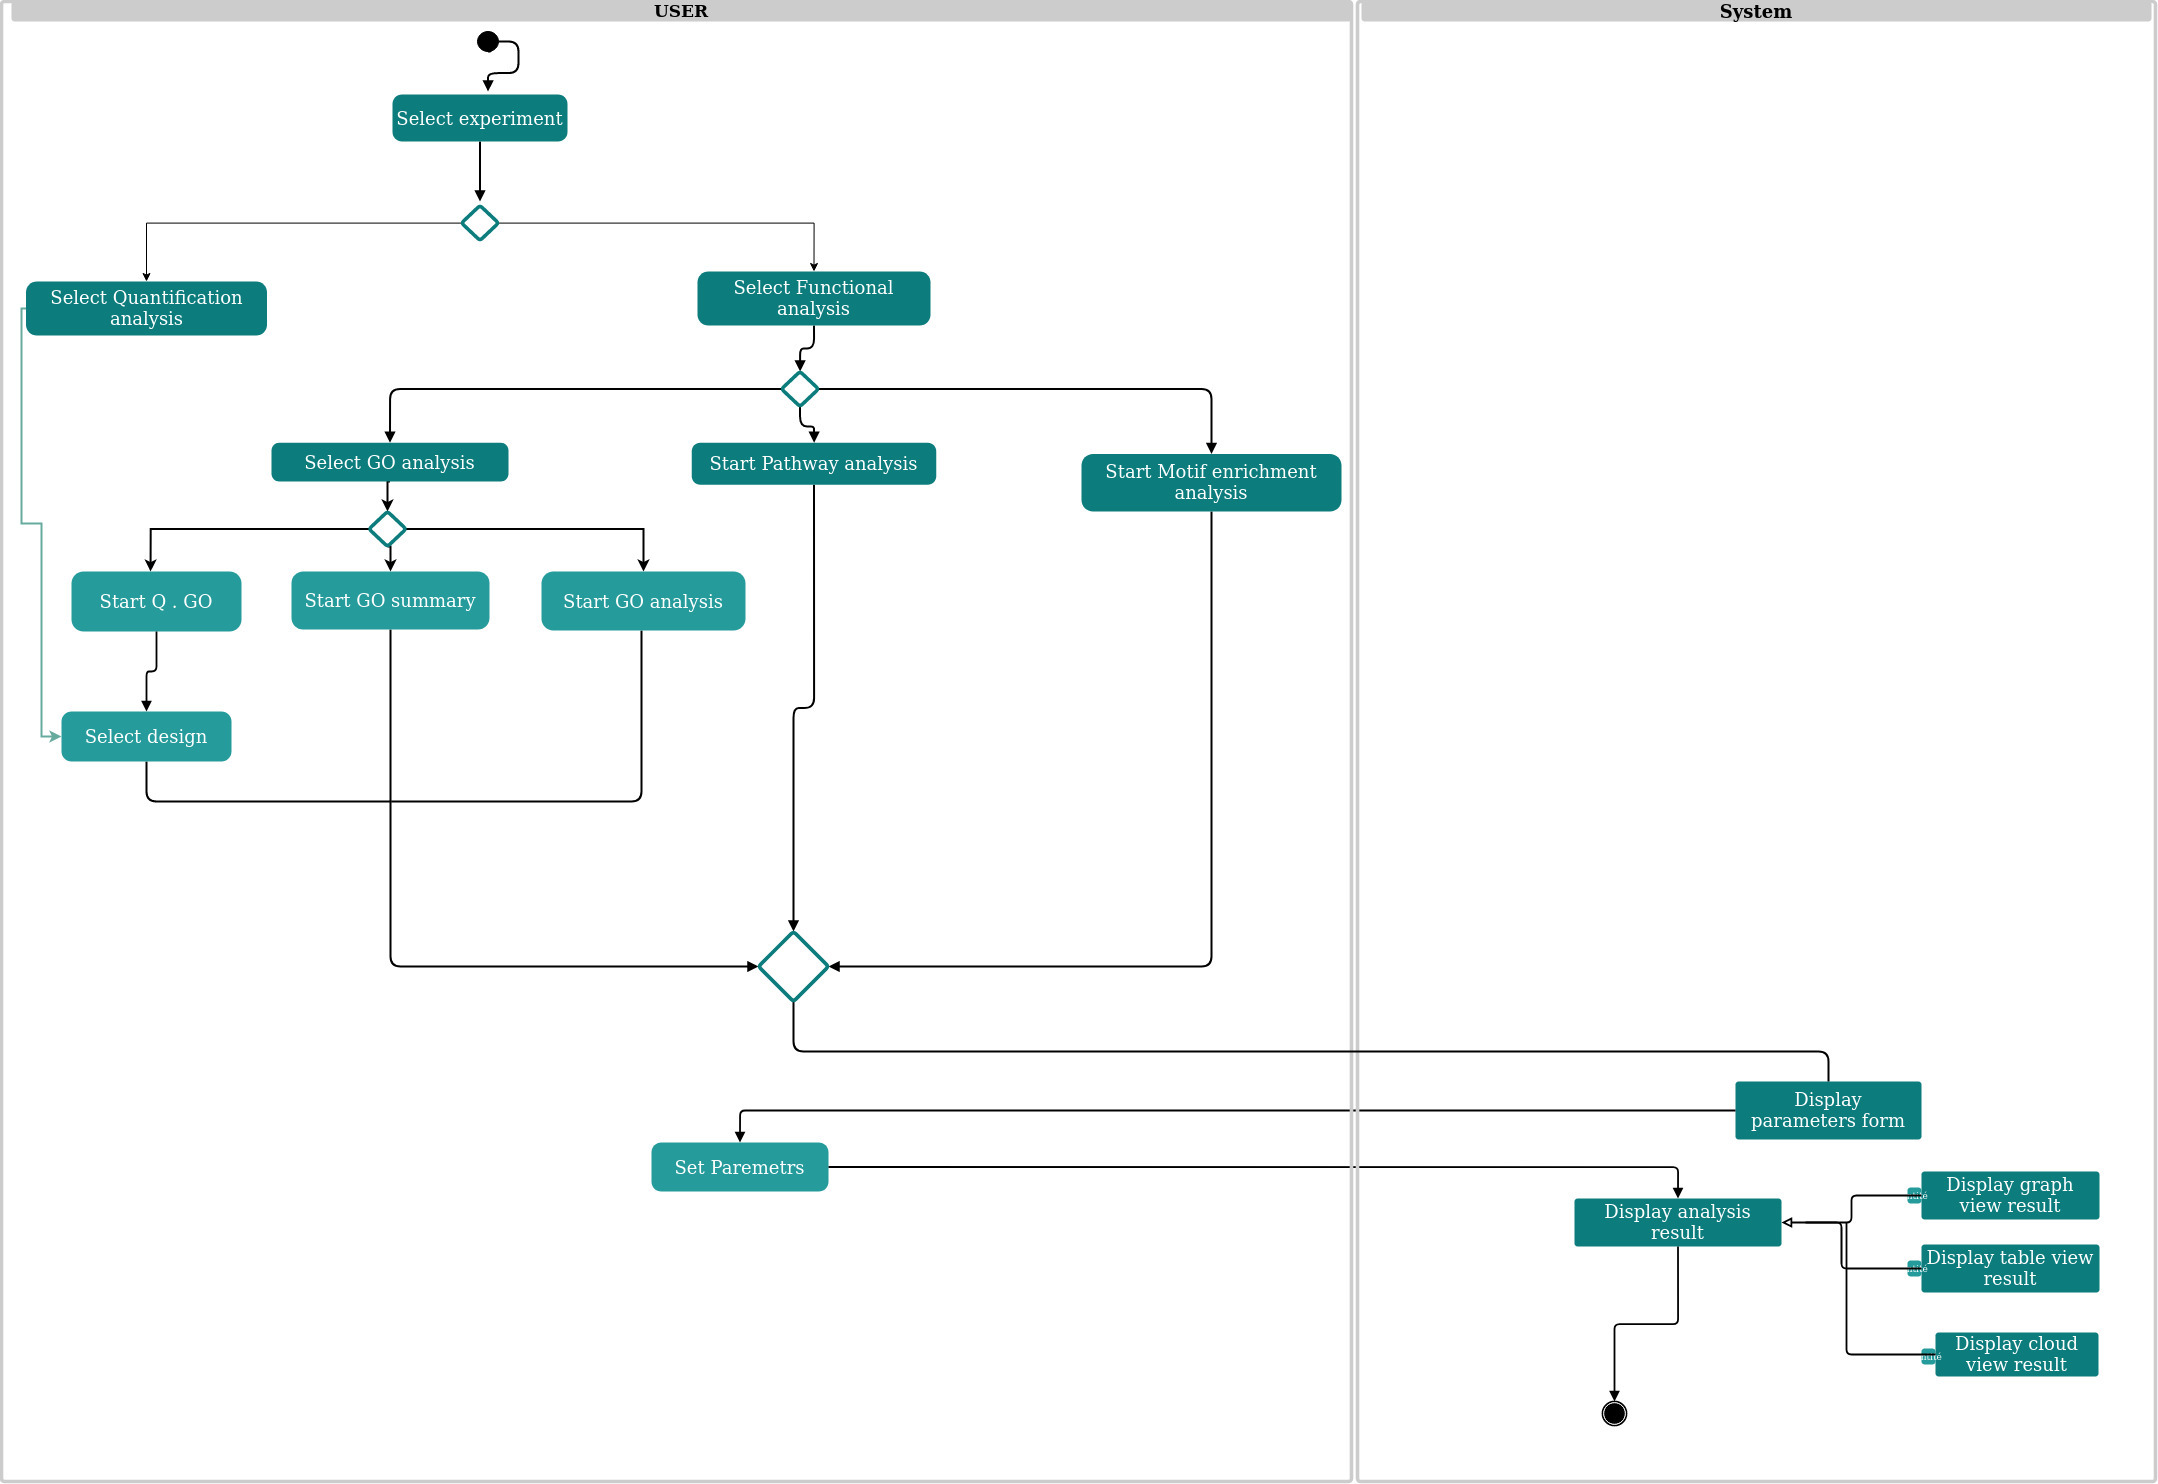 USER
System
Select experiment
Select Quantification
analysis
Select Functional
analysis
Select GO analysis
Start Pathway analysis
Start Motif enrichment
analysis
Start Q . GO
Start GO summary
Start GO analysis
Select design
Display
parameters form
Set Paremetrs
Display analysis
result
Display graph
view result
Display table view
result
Display cloud
view result